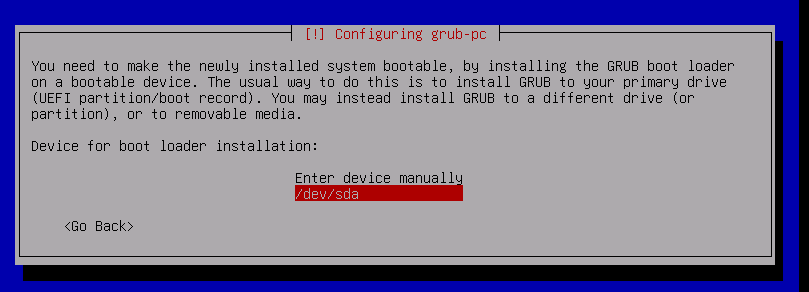 [!] Configuring grub-pc
You need to make the newly installed system bootable, by installing the GRUB boot loader
on a bootable device. The usual way to do this is to install GRUB to your primary drive
(UEFI partition/boot record). You may instead install GRUB to a different drive (or
partition), or to removable media.
Device for boot loader installation:
Enter device manually
/dev/sda
<Go Back>